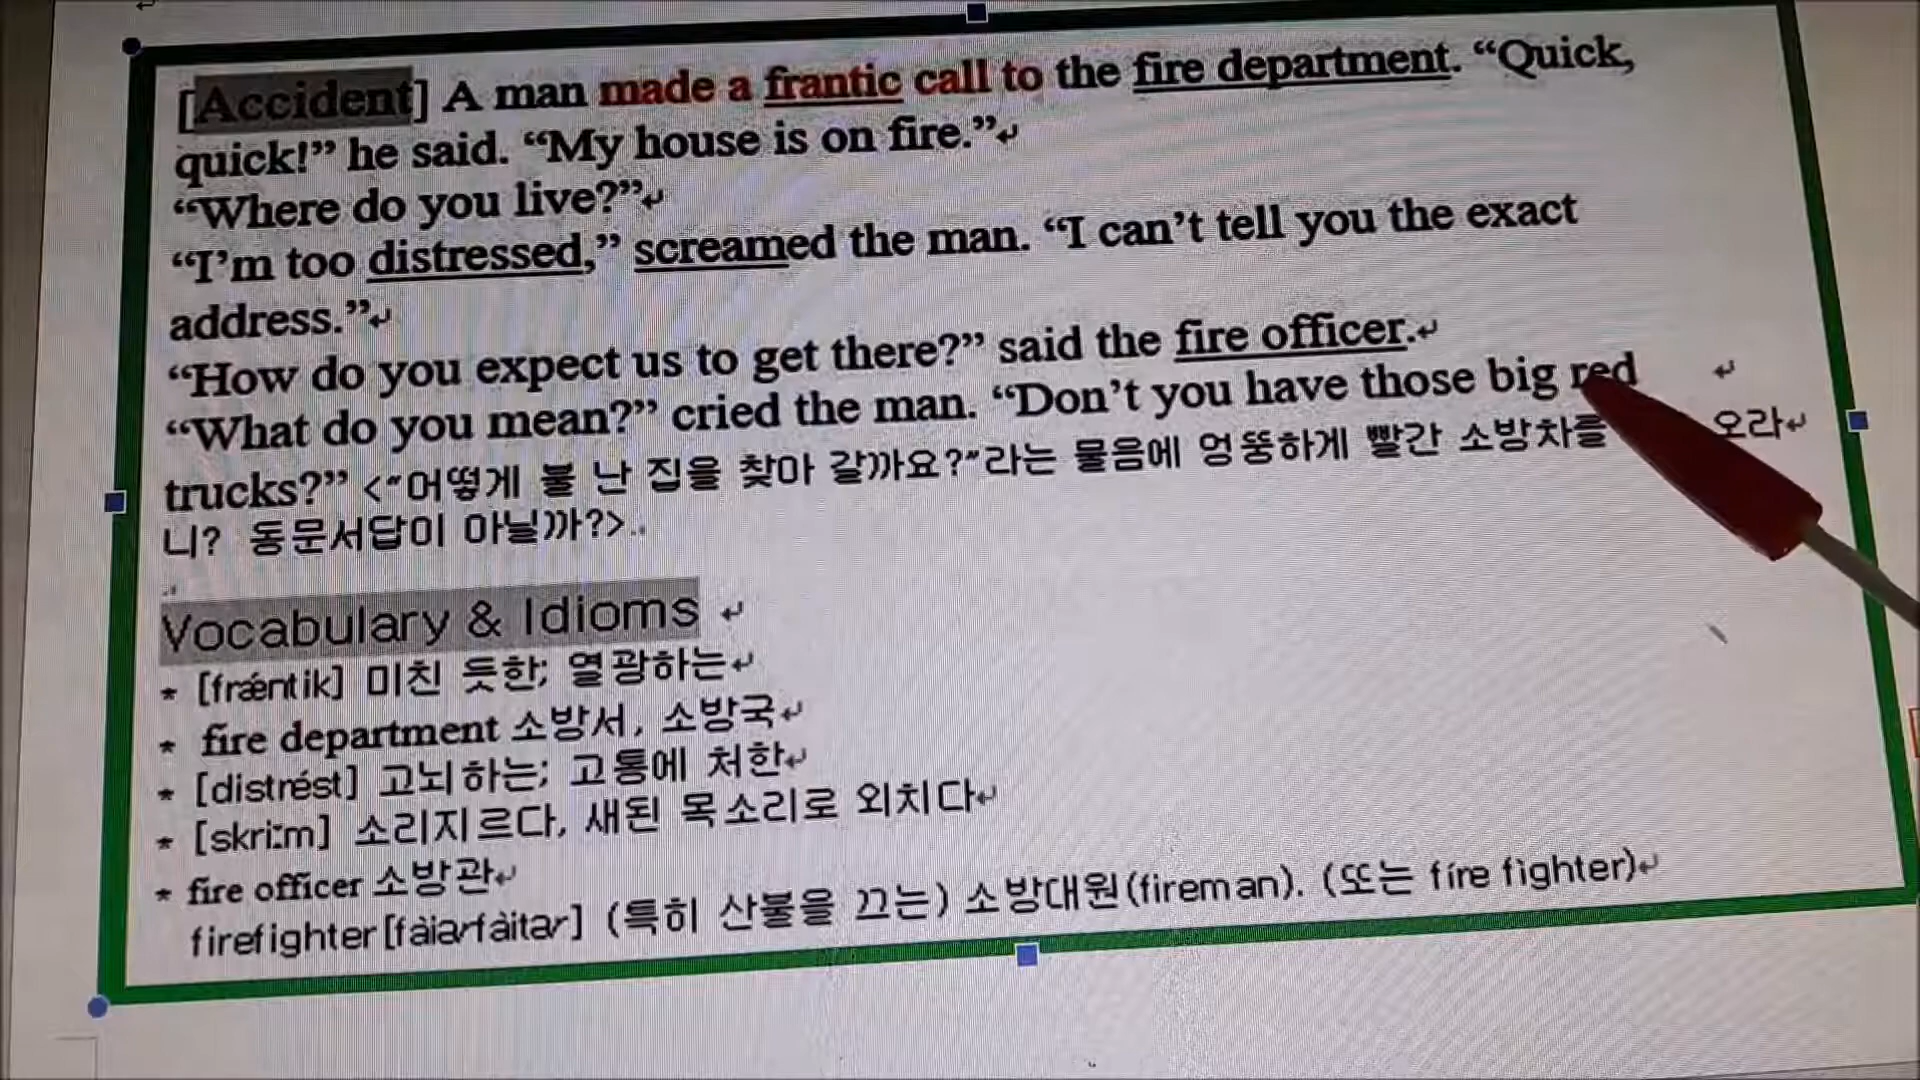 [Accident] A man made a frantic call to the fire department. “Quick,
quick!” he said. “My house is on fire.”
“Where do you live?”
“I’m too distressed,” screamed the man. “I can’t tell you the exact
address.”
“How do you expect us to get there?” said the fire officer.
“What do you mean?” cried the man. “Don’t you have those big red
trucks?” <“어떻게 불 난 집을 찾아 갈까요?”라는 물음에 엉뚱하게 빨간 소방차를 오라
니? 동문서답이 아닐까?>
Vocabulary & Idioms
* [frǽntik] 미친 듯한; 열광하는
* fire department 소방서, 소방국
* [distrést] 고뇌하는; 고통에 처한
* [skriːm] 소리지르다, 새된 목소리로 외치다
* fire officer 소방관
firefighter (특히 산불을 끄는) 소방대원(fireman). (또는 fíre fìghter)